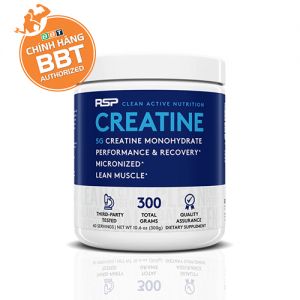 BBT
CHÍNH HÃNG
BBT
AUTHORIZED
RSP CLEAN ACTIVE NUTRITION
CREATINE
5G CREATINE MONOHYDRATE
PERFORMANCE & RECOVERY*
MICRONIZED*
LEAN MUSCLE*
THIRD-PARTY
TESTED
300
TOTAL
GRAMS
QUALITY
ASSURANCE
60 SERVINGS | NET WT. 10.6 oz (300g) DIETARY SUPPLEMENT